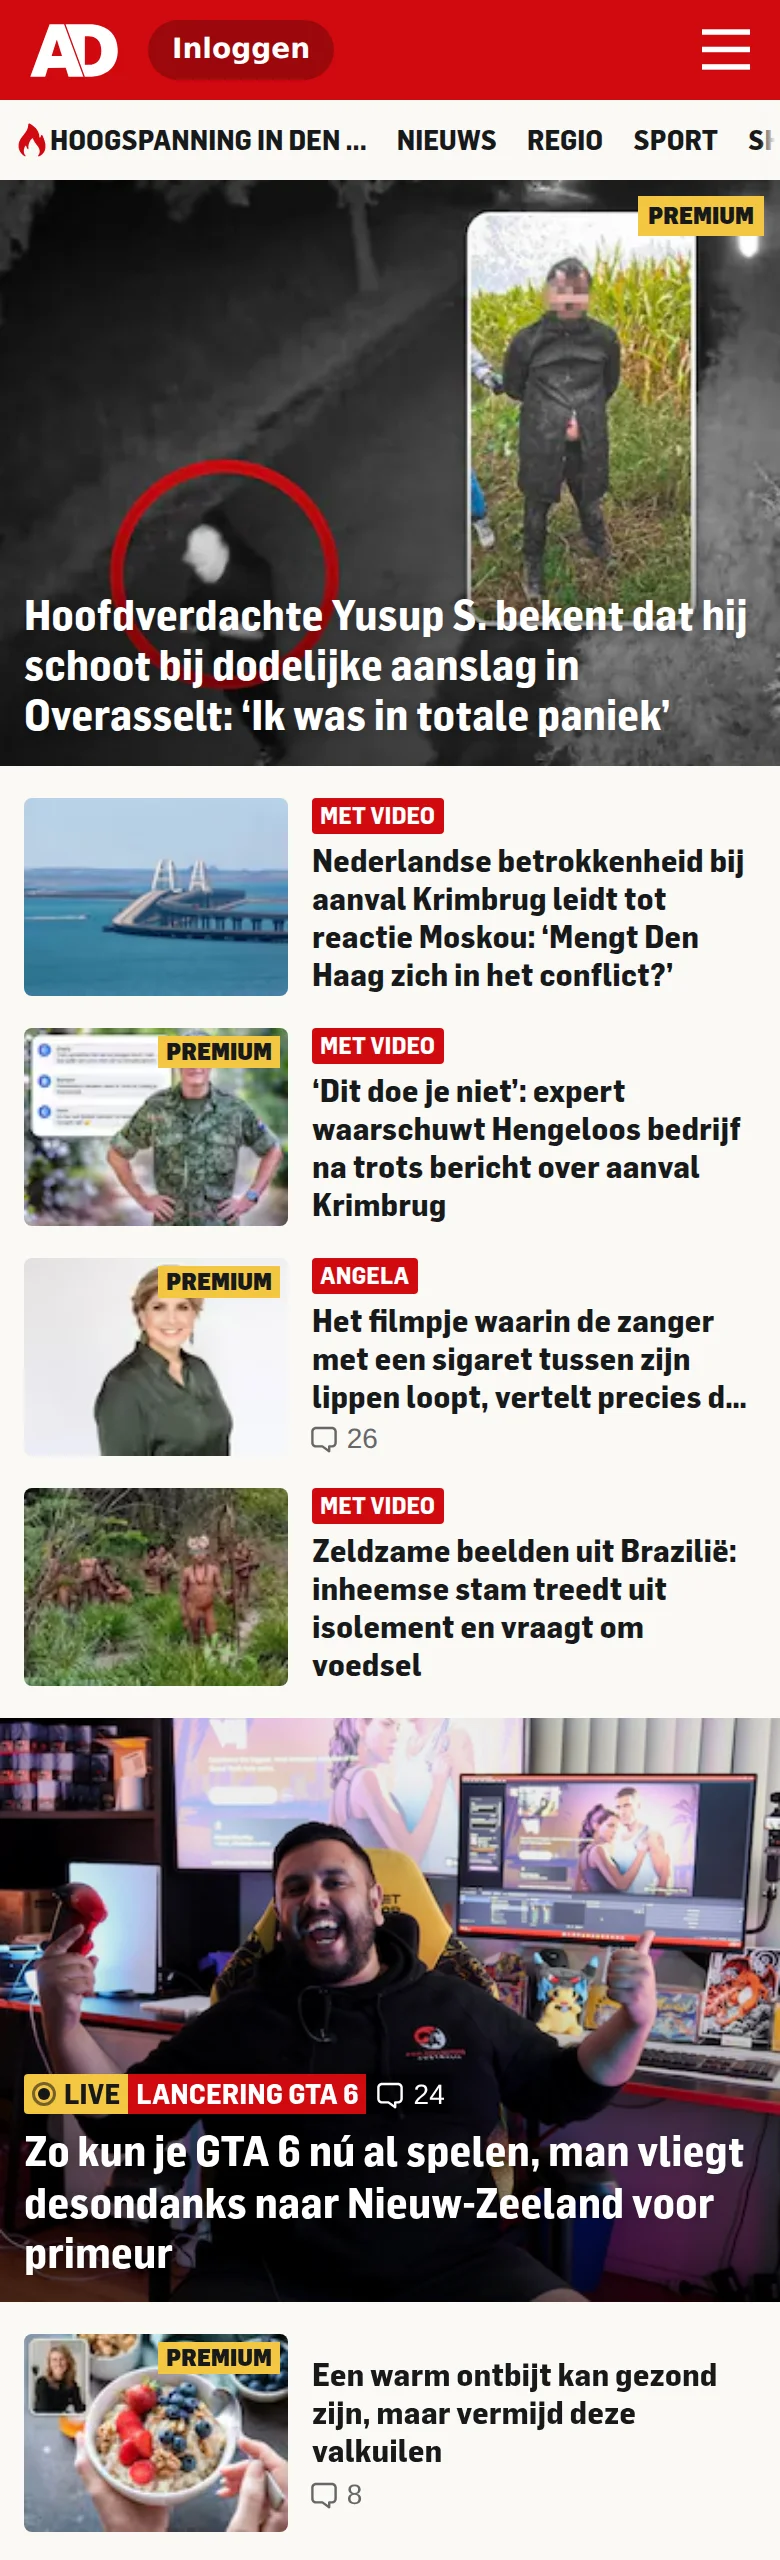 AD
Inloggen
HOOGSPANNING IN DEN ...
NIEUWS
REGIO
SPORT
PREMIUM
Hoofdverdachte Yusup S. bekent dat hij
schoot bij dodelijke aanslag in
Overasselt: ‘Ik was in totale paniek’
MET VIDEO
Nederlandse betrokkenheid bij
aanval Krimbrug leidt tot
reactie Moskou: ‘Mengt Den
Haag zich in het conflict?’
PREMIUM
MET VIDEO
‘Dit doe je niet’: expert
waarschuwt Hengeloos bedrijf
na trots bericht over aanval
Krimbrug
PREMIUM
ANGELA
Het filmpje waarin de zanger
met een sigaret tussen zijn
lippen loopt, vertelt precies d...
26
MET VIDEO
Zeldzame beelden uit Brazilië:
inheemse stam treedt uit
isolement en vraagt om
voedsel
LIVE
LANCERING GTA 6
24
Zo kun je GTA 6 nú al spelen, man vliegt
desondanks naar Nieuw-Zeeland voor
primeur
PREMIUM
Een warm ontbijt kan gezond
zijn, maar vermijd deze
valkuilen
8